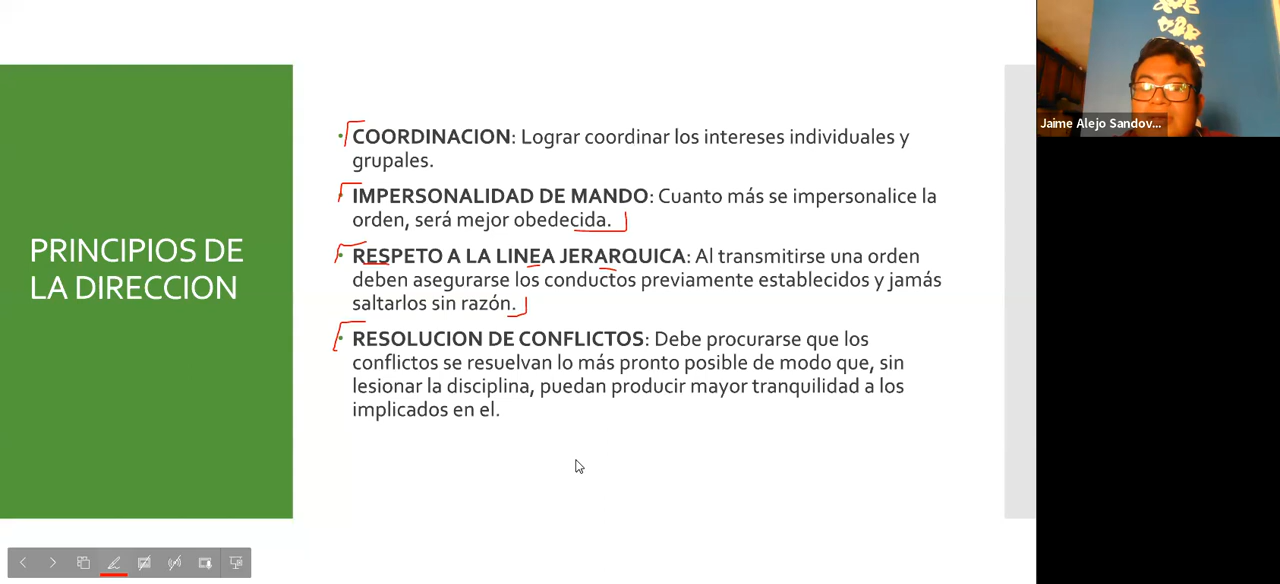 PRINCIPIOS DE
LA DIRECCION
• COORDINACION: Lograr coordinar los intereses individuales y
grupales.
• IMPERSONALIDAD DE MANDO: Cuanto más se impersonalice la
orden, será mejor obedecida.
• RESPETO A LA LINEA JERARQUICA: Al transmitirse una orden
deben asegurarse los conductos previamente establecidos y jamás
saltarlos sin razón.
• RESOLUCION DE CONFLICTOS: Debe procurarse que los
conflictos se resuelvan lo más pronto posible de modo que, sin
lesionar la disciplina, puedan producir mayor tranquilidad a los
implicados en el.
Jaime Alejo Sandov...